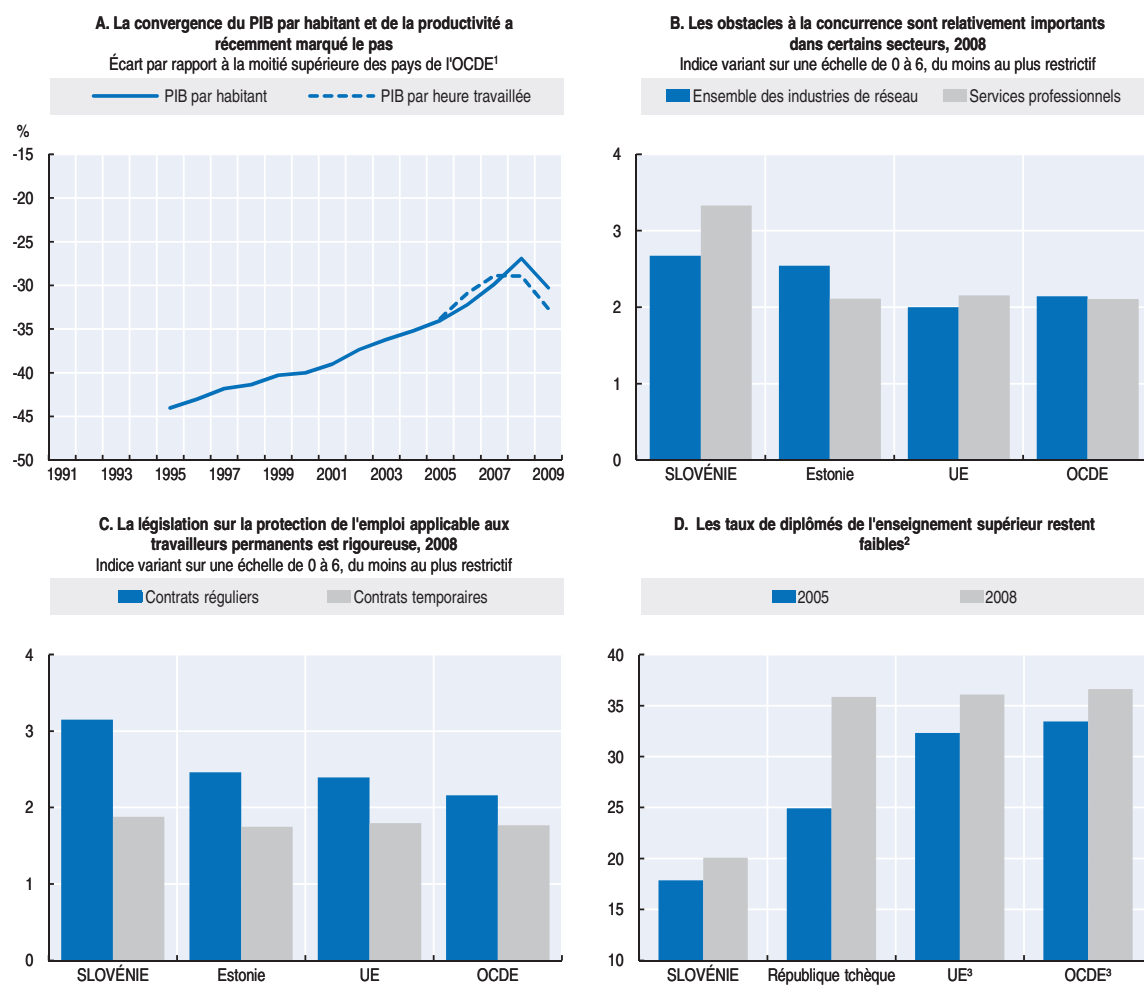 A. La convergence du PIB par habitant et de la productivité a
récemment marqué le pas
Écart par rapport à la moitié supérieure des pays de l'OCDE¹
PIB par habitant PIB par heure travaillée
%
-15
-20
-25
-30
-35
-40
-45
-50
1991 1993 1995 1997 1999 2001 2003 2005 2007 2009
B. Les obstacles à la concurrence sont relativement importants
dans certains secteurs, 2008
Indice variant sur une échelle de 0 à 6, du moins au plus restrictif
Ensemble des industries de réseau Services professionnels
4
3
2
1
0
SLOVÉNIE Estonie UE OCDE
C. La législation sur la protection de l'emploi applicable aux
travailleurs permanents est rigoureuse, 2008
Indice variant sur une échelle de 0 à 6, du moins au plus restrictif
Contrats réguliers Contrats temporaires
4
3
2
1
0
SLOVÉNIE Estonie UE OCDE
D. Les taux de diplômés de l'enseignement supérieur restent
faibles²
2005 2008
40
35
30
25
20
15
10
SLOVÉNIE République tchèque UE³ OCDE³